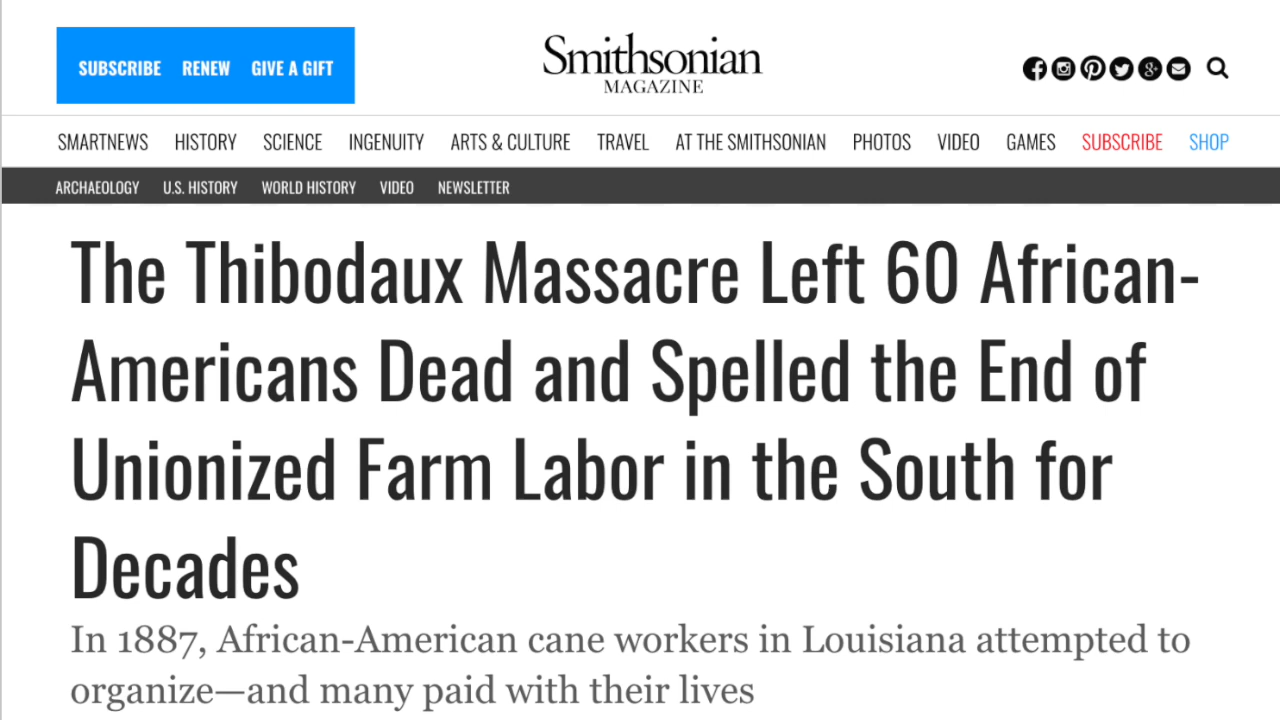 SUBSCRIBE RENEW GIVE A GIFT
Smithsonian
MAGAZINE
SMARTNEWS HISTORY SCIENCE INGENUITY ARTS & CULTURE TRAVEL AT THE SMITHSONIAN PHOTOS VIDEO GAMES SUBSCRIBE SHOP
ARCHAEOLOGY U.S. HISTORY WORLD HISTORY VIDEO NEWSLETTER
The Thibodaux Massacre Left 60 African-
Americans Dead and Spelled the End of
Unionized Farm Labor in the South for
Decades
In 1887, African-American cane workers in Louisiana attempted to
organize—and many paid with their lives